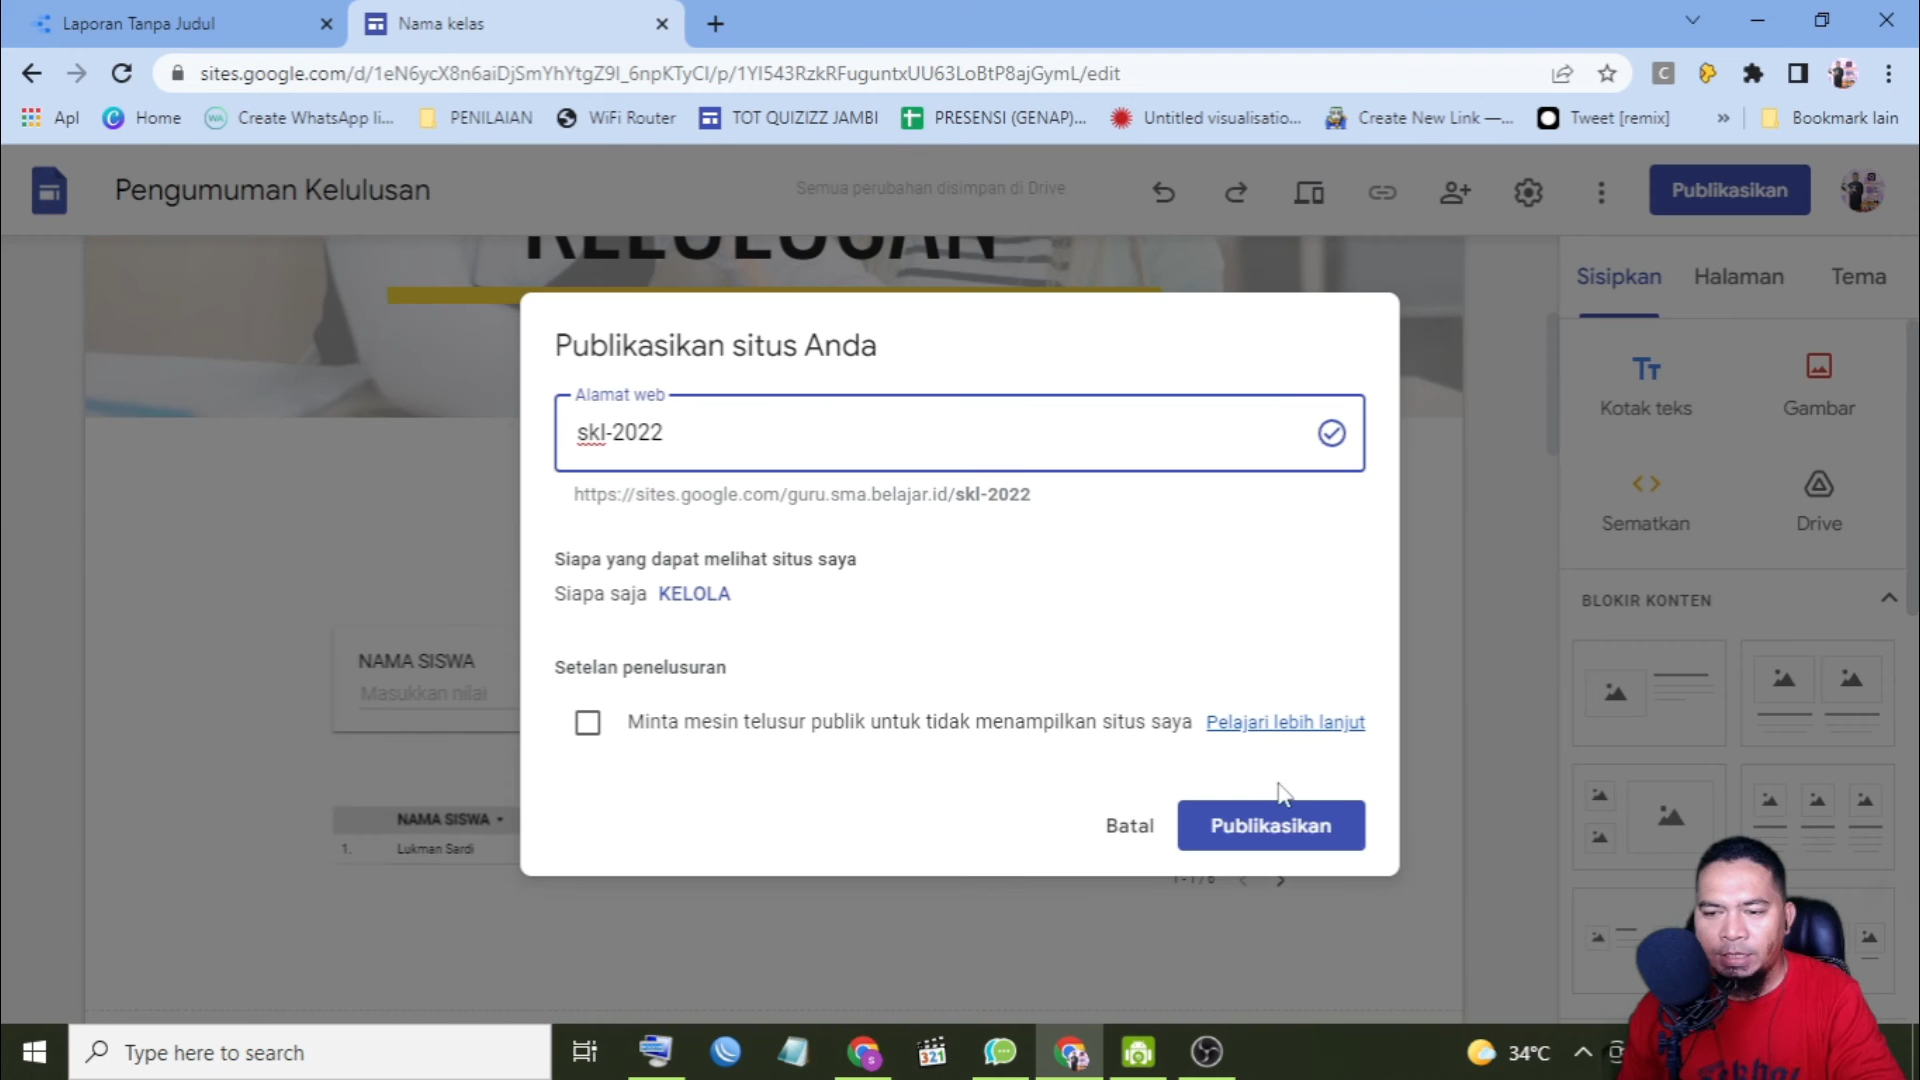 Laporan Tanpa Judul
Nama kelas
sites.google.com/d/1eN6ycX8n6aiDjSmYhYtgZ9I_6npKTyCI/p/1YI543RzkRFuguntxUU63LoBtP8ajGymL/edit
Apl Home Create WhatsApp li... PENILAIAN WiFi Router TOT QUIZIZZ JAMBI PRESENSI (GENAP)... Untitled visualisatio... Create New Link —... Tweet [remix] » Bookmark lain
Pengumuman Kelulusan
Semua perubahan disimpan di Drive
Publikasikan
KELULUSAN
Sisipkan Halaman Tema
Kotak teks Gambar
Sematkan Drive
BLOKIR KONTEN
Publikasikan situs Anda
Alamat web
skl-2022
https://sites.google.com/guru.sma.belajar.id/skl-2022
Siapa yang dapat melihat situs saya
Siapa saja KELOLA
Setelan penelusuran
Minta mesin telusur publik untuk tidak menampilkan situs saya Pelajari lebih lanjut
Batal Publikasikan
NAMA SISWA
Masukkan nilai
NAMA SISWA
1. Lukman Sardi
Type here to search
321
34°C